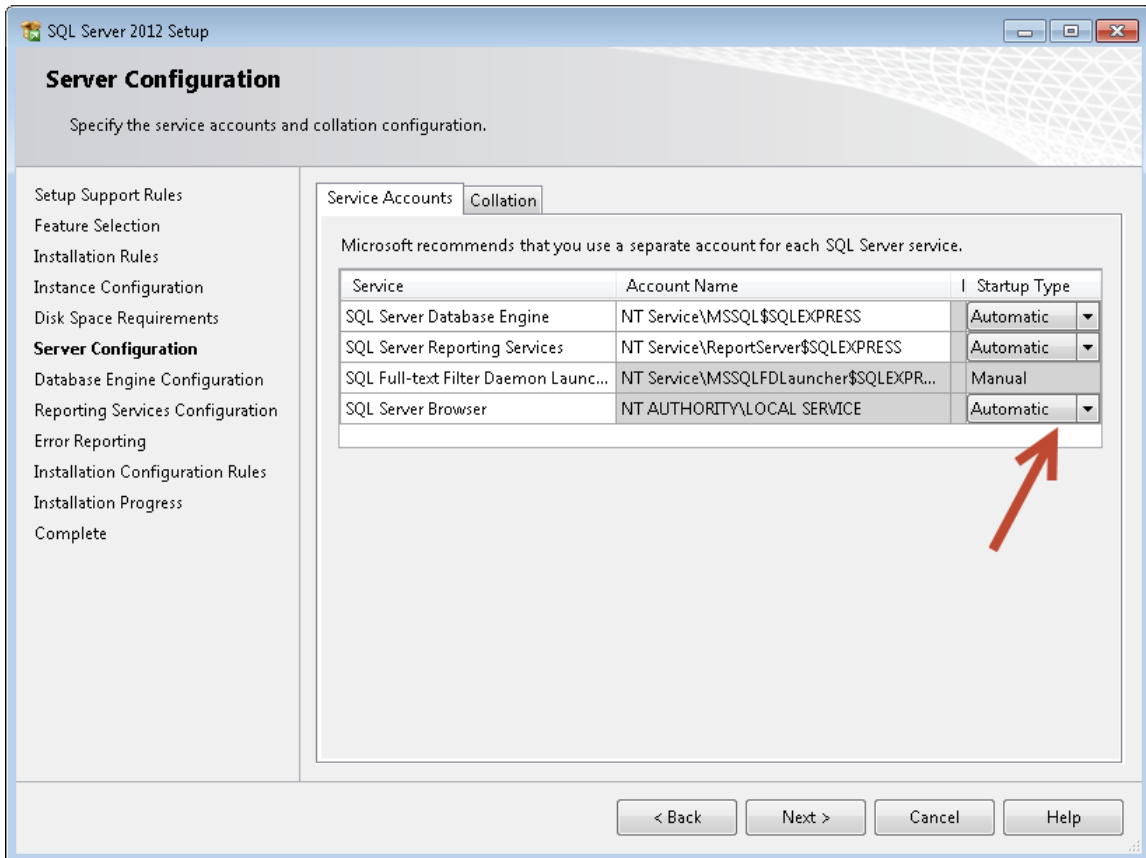 SQL Server 2012 Setup
Server Configuration
Specify the service accounts and collation configuration.
Setup Support Rules
Feature Selection
Installation Rules
Instance Configuration
Disk Space Requirements
Server Configuration
Database Engine Configuration
Reporting Services Configuration
Error Reporting
Installation Configuration Rules
Installation Progress
Complete
Service Accounts Collation
Microsoft recommends that you use a separate account for each SQL Server service.
Service Account Name Startup Type
SQL Server Database Engine NT Service\MSSQL$SQLEXPRESS Automatic
SQL Server Reporting Services NT Service\ReportServer$SQLEXPRESS Automatic
SQL Full-text Filter Daemon Launc... NT Service\MSSQLFDLauncher$SQLEXPR... Manual
SQL Server Browser NT AUTHORITY\LOCAL SERVICE Automatic
< Back Next > Cancel Help